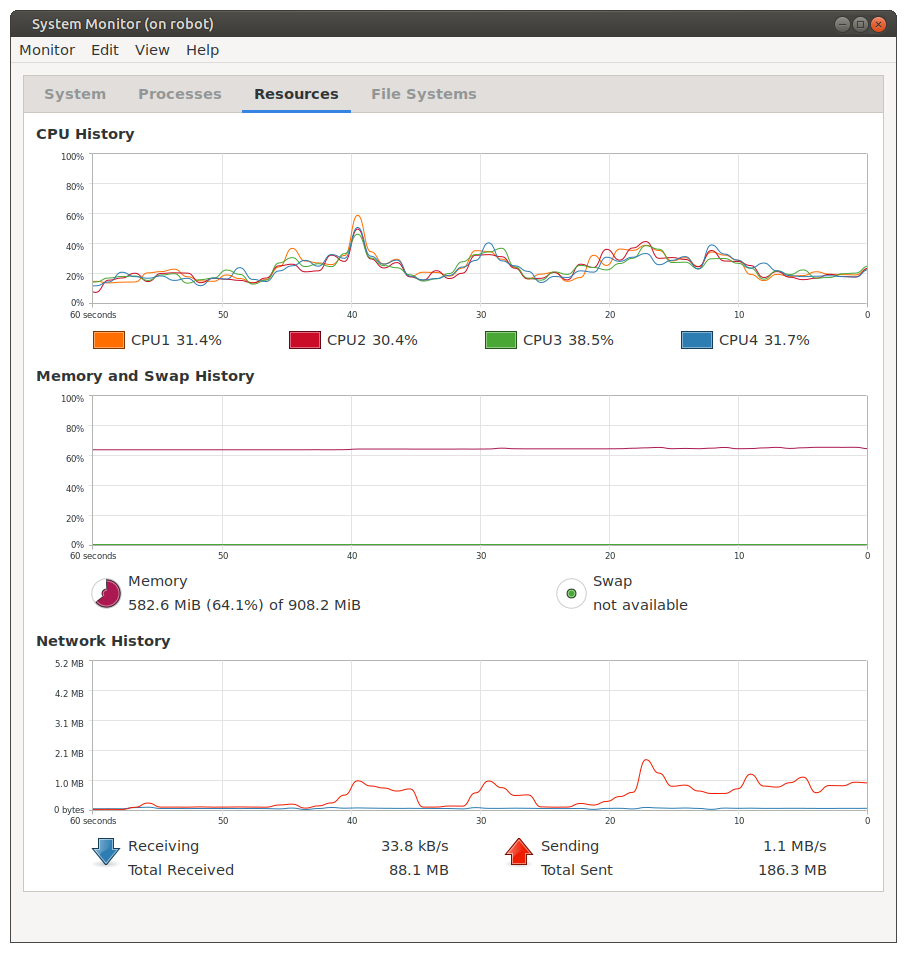 System Monitor (on robot)
Monitor Edit View Help
System Processes Resources File Systems
CPU History
100%
80%
60%
40%
20%
0%
60 seconds 50 40 30 20 10 0
CPU1 31.4% CPU2 30.4% CPU3 38.5% CPU4 31.7%
Memory and Swap History
100%
80%
60%
40%
20%
0%
60 seconds 50 40 30 20 10 0
Memory Swap
582.6 MiB (64.1%) of 908.2 MiB not available
Network History
5.2 MB
4.2 MB
3.1 MB
2.1 MB
1.0 MB
0 bytes
60 seconds 50 40 30 20 10 0
Receiving 33.8 kB/s Sending 1.1 MB/s
Total Received 88.1 MB Total Sent 186.3 MB